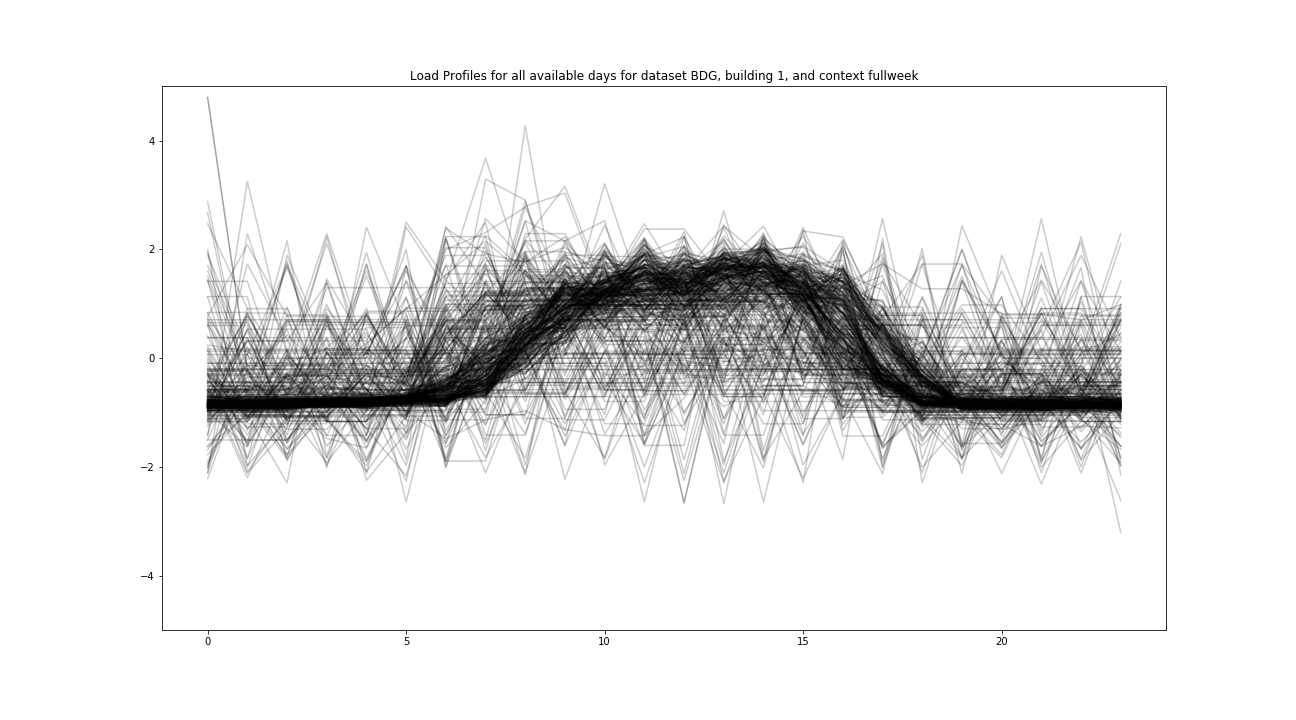 Load Profiles for all available days for dataset BDG, building 1, and context fullweek
4
2
0
−2
−4
0 5 10 15 20